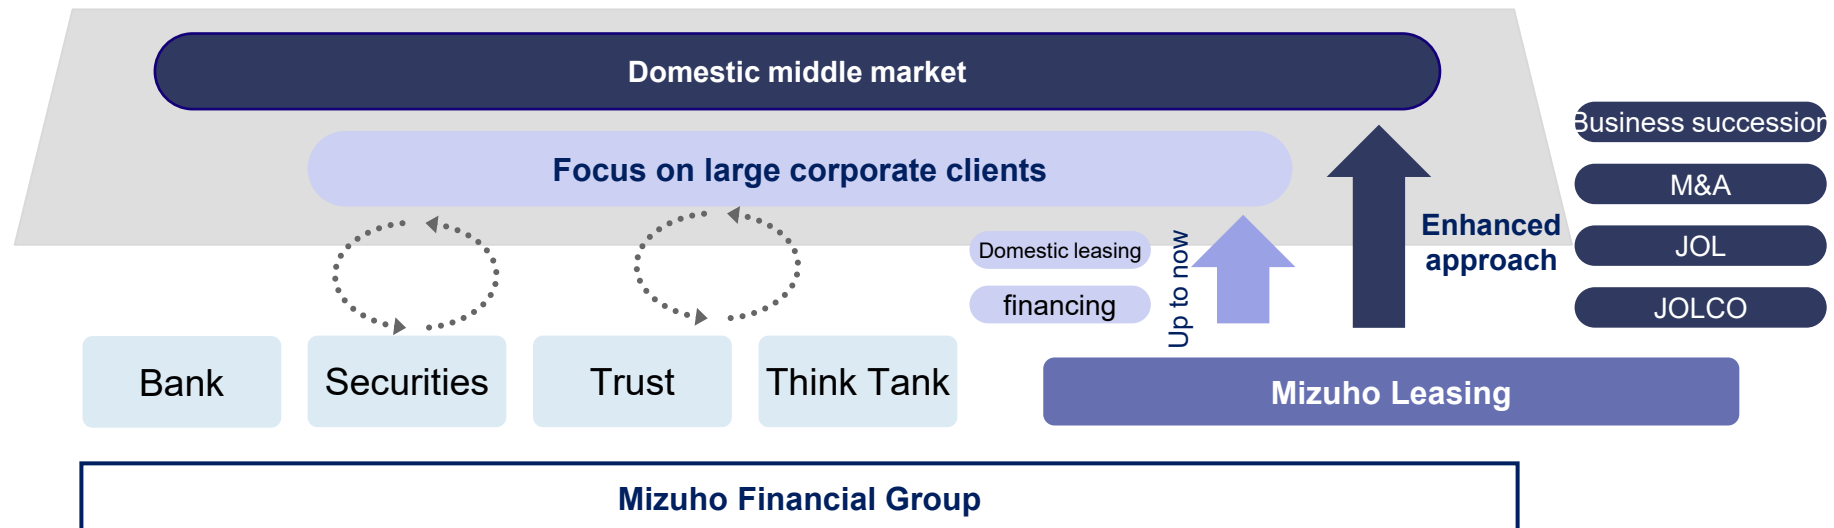 Domestic middle market
Focus on large corporate clients
Business succession
M&A
JOL
JOLCO
Enhanced
approach
Up to now
Domestic leasing
financing
Bank
Securities
Trust
Think Tank
Mizuho Leasing
Mizuho Financial Group